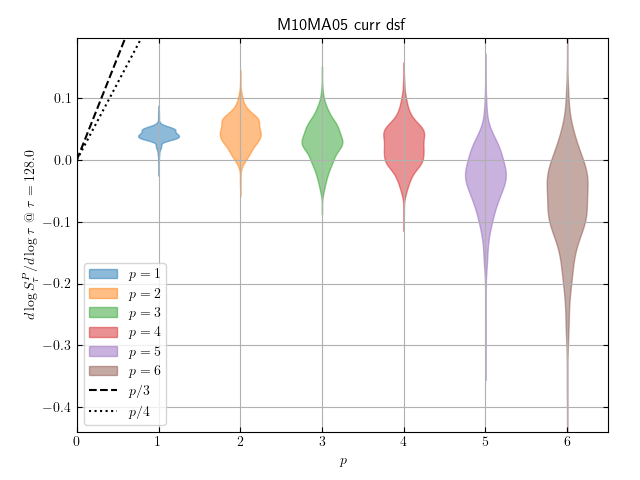 M10MA05 curr dsf
d log S_τ^P / d log τ @ τ = 128.0
0.1
0.0
−0.1
−0.2
−0.3
−0.4
p = 1
p = 2
p = 3
p = 4
p = 5
p = 6
p/3
p/4
0 1 2 3 4 5 6
p